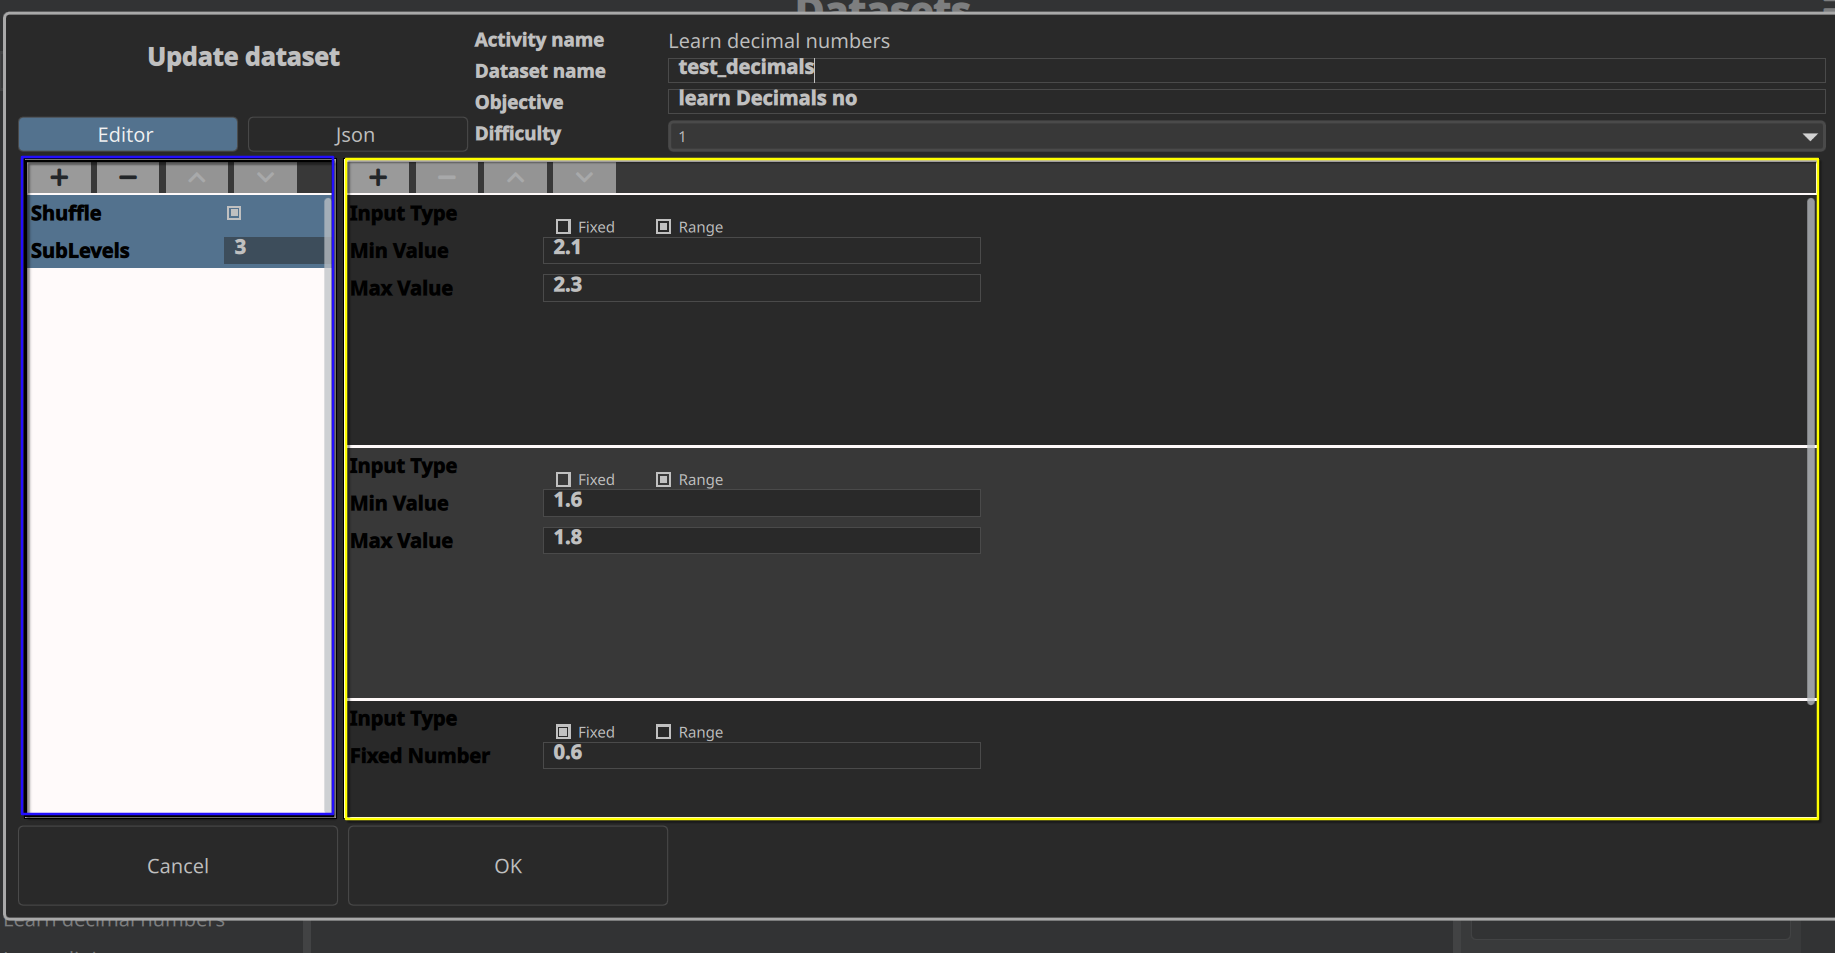 Datasets
Update dataset
Activity name Learn decimal numbers
Dataset name test_decimals
Objective learn Decimals no
Difficulty 1
Editor Json
Shuffle
SubLevels 3
Input Type Fixed Range
Min Value 2.1
Max Value 2.3
Input Type Fixed Range
Min Value 1.6
Max Value 1.8
Input Type Fixed Range
Fixed Number 0.6
Cancel OK
Learn decimal numbers